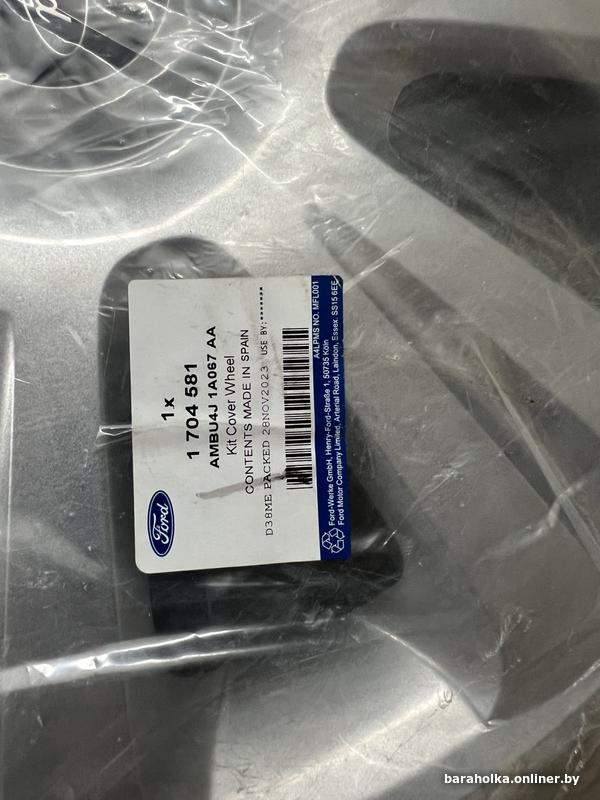 Ford
1x
1 704 581
AMBU4J 1A067 AA
Kit Cover Wheel
CONTENTS MADE IN SPAIN
D38ME PACKED 28NOV2023 USE BY:*******
A4LPMS NO. MFL001
Ford-Werke GmbH, Henry-Ford-Straße 1, 50735 Köln
Ford Motor Company Limited, Arterial Road, Laindon, Essex. SS15 6EE
baraholka.onliner.by